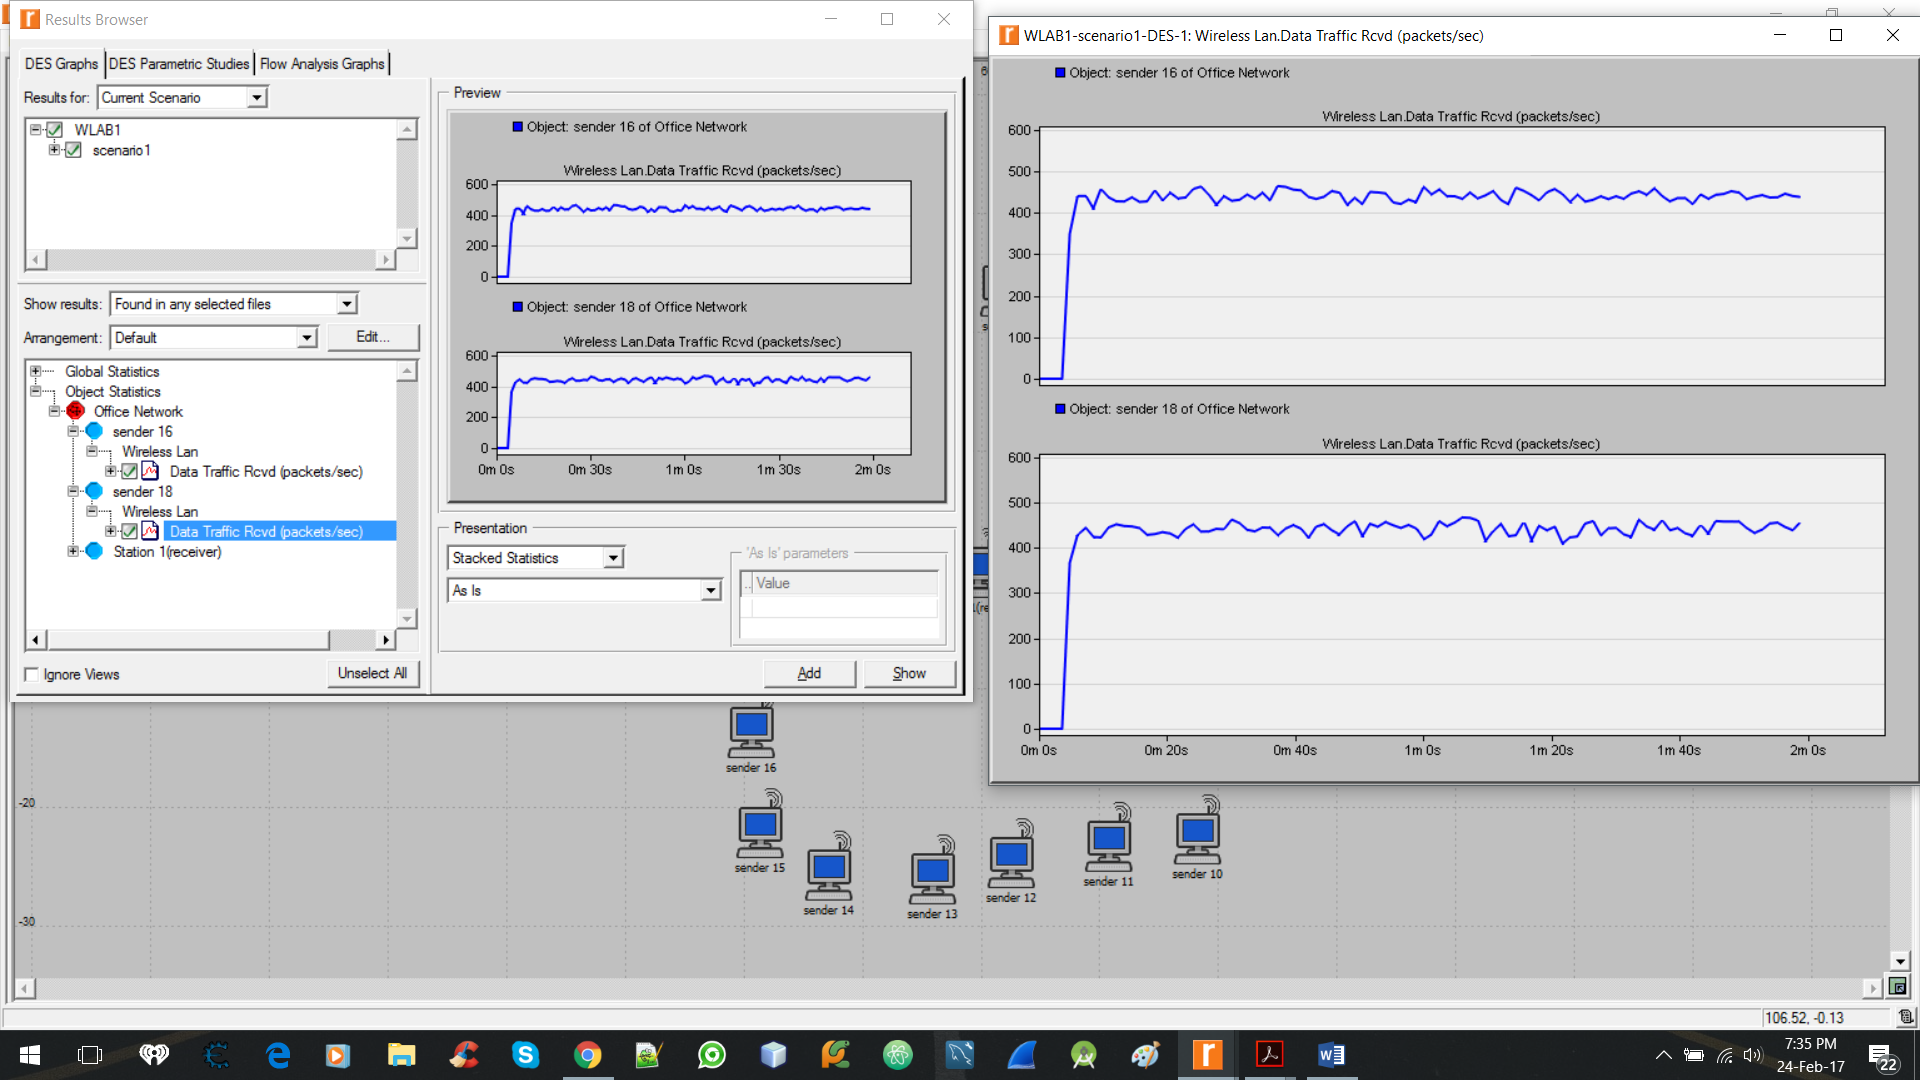 Results Browser
DES Graphs DES Parametric Studies Flow Analysis Graphs
Results for: Current Scenario
WLAB1
scenario1
Show results: Found in any selected files
Arrangement: Default Edit...
Global Statistics
Object Statistics
Office Network
sender 16
Wireless Lan
Data Traffic Rcvd (packets/sec)
sender 18
Wireless Lan
Data Traffic Rcvd (packets/sec)
Station 1(receiver)
Ignore Views Unselect All
Preview
Object: sender 16 of Office Network
Wireless Lan.Data Traffic Rcvd (packets/sec)
600
400
200
0
Object: sender 18 of Office Network
Wireless Lan.Data Traffic Rcvd (packets/sec)
600
400
200
0
0m 0s 0m 30s 1m 0s 1m 30s 2m 0s
Presentation
Stacked Statistics
As Is
'As Is' parameters
.. Value
Add Show
WLAB1-scenario1-DES-1: Wireless Lan.Data Traffic Rcvd (packets/sec)
Object: sender 16 of Office Network
Wireless Lan.Data Traffic Rcvd (packets/sec)
600
500
400
300
200
100
0
Object: sender 18 of Office Network
Wireless Lan.Data Traffic Rcvd (packets/sec)
600
500
400
300
200
100
0
0m 0s 0m 20s 0m 40s 1m 0s 1m 20s 1m 40s 2m 0s
sender 16
-20
sender 15
sender 14
sender 13
sender 12
sender 11
sender 10
-30
106.52, -0.13
7:35 PM
24-Feb-17
22